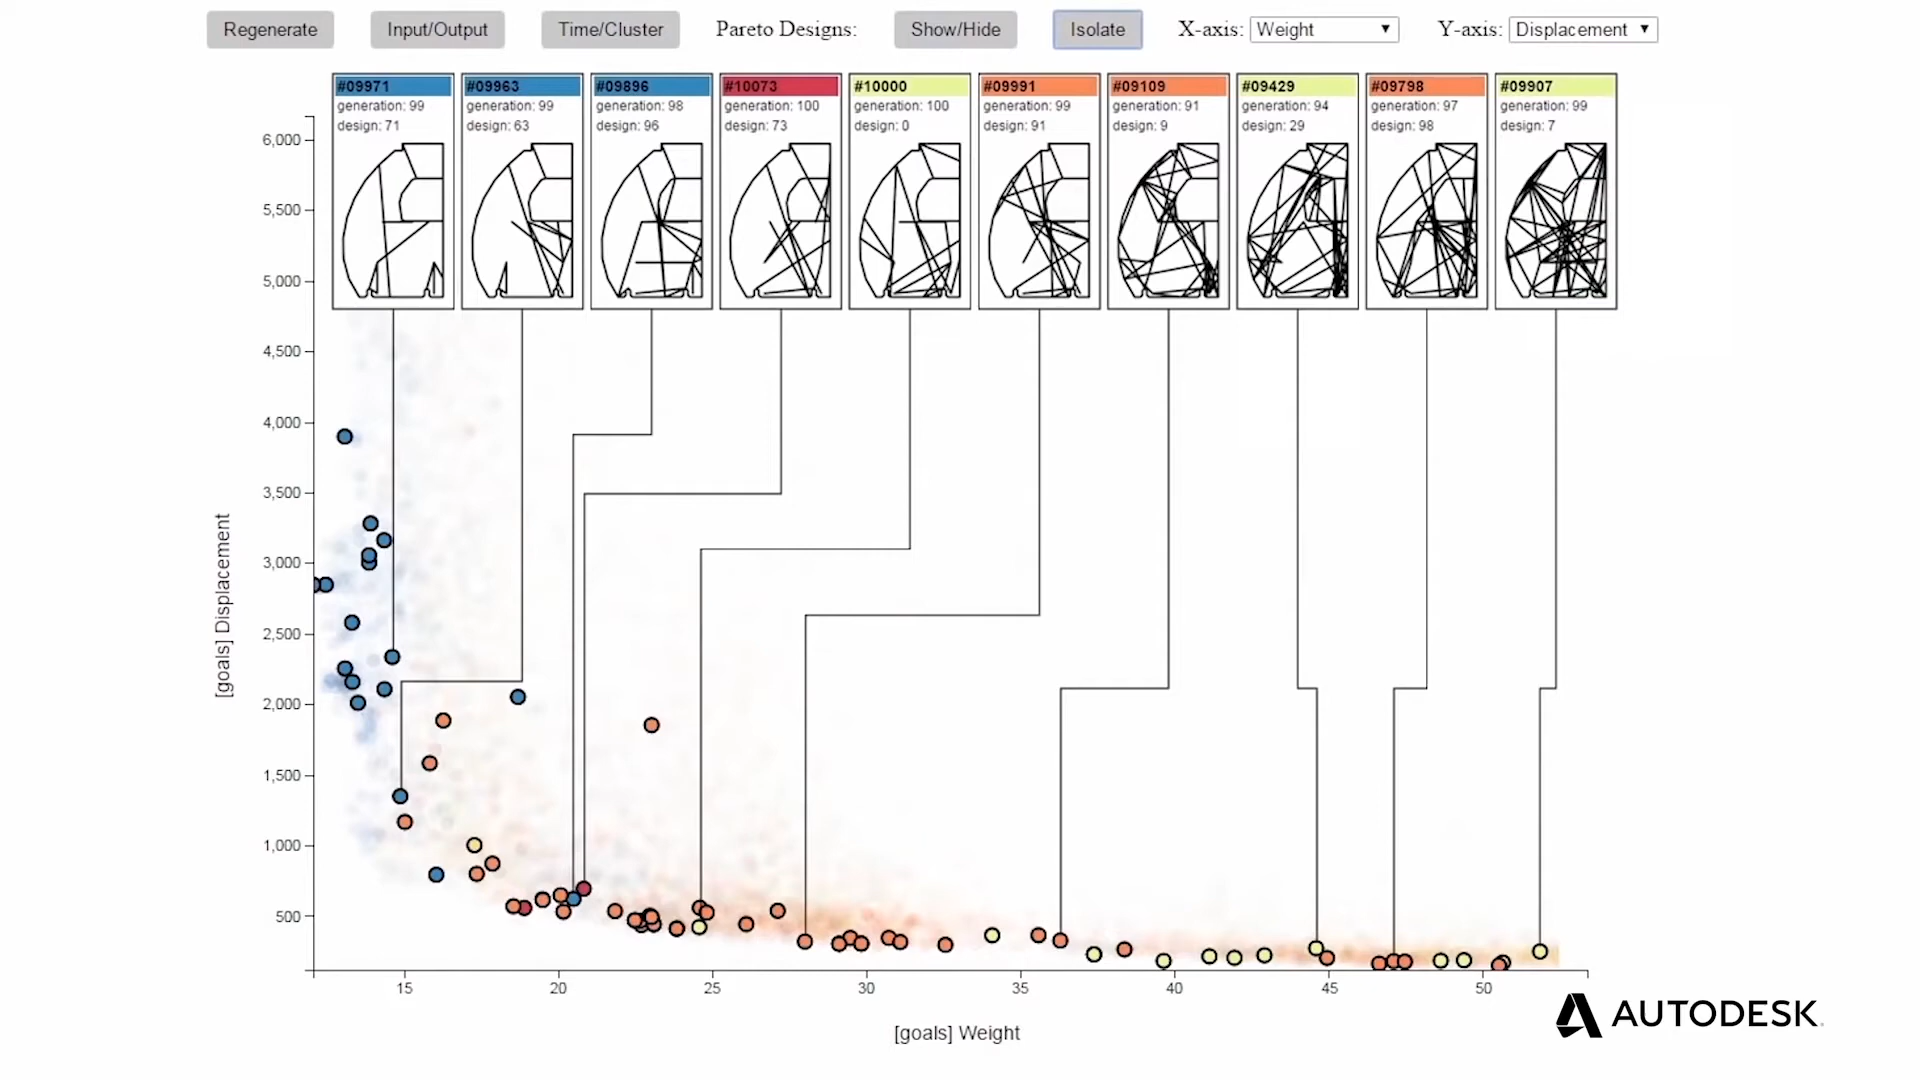 Regenerate Input/Output Time/Cluster Pareto Designs: Show/Hide Isolate X-axis: Weight Y-axis: Displacement
#09971 #09963 #09896 #10073 #10000 #09991 #09109 #09429 #09798 #09907
generation: 99 generation: 99 generation: 98 generation: 100 generation: 100 generation: 99 generation: 91 generation: 94 generation: 97 generation: 99
design: 71 design: 63 design: 96 design: 73 design: 0 design: 91 design: 9 design: 29 design: 98 design: 7
6,000
5,500
5,000
4,500
4,000
3,500
3,000
2,500
2,000
1,500
1,000
500
[goals] Displacement
15 20 25 30 35 40 45 50
[goals] Weight
AUTODESK.